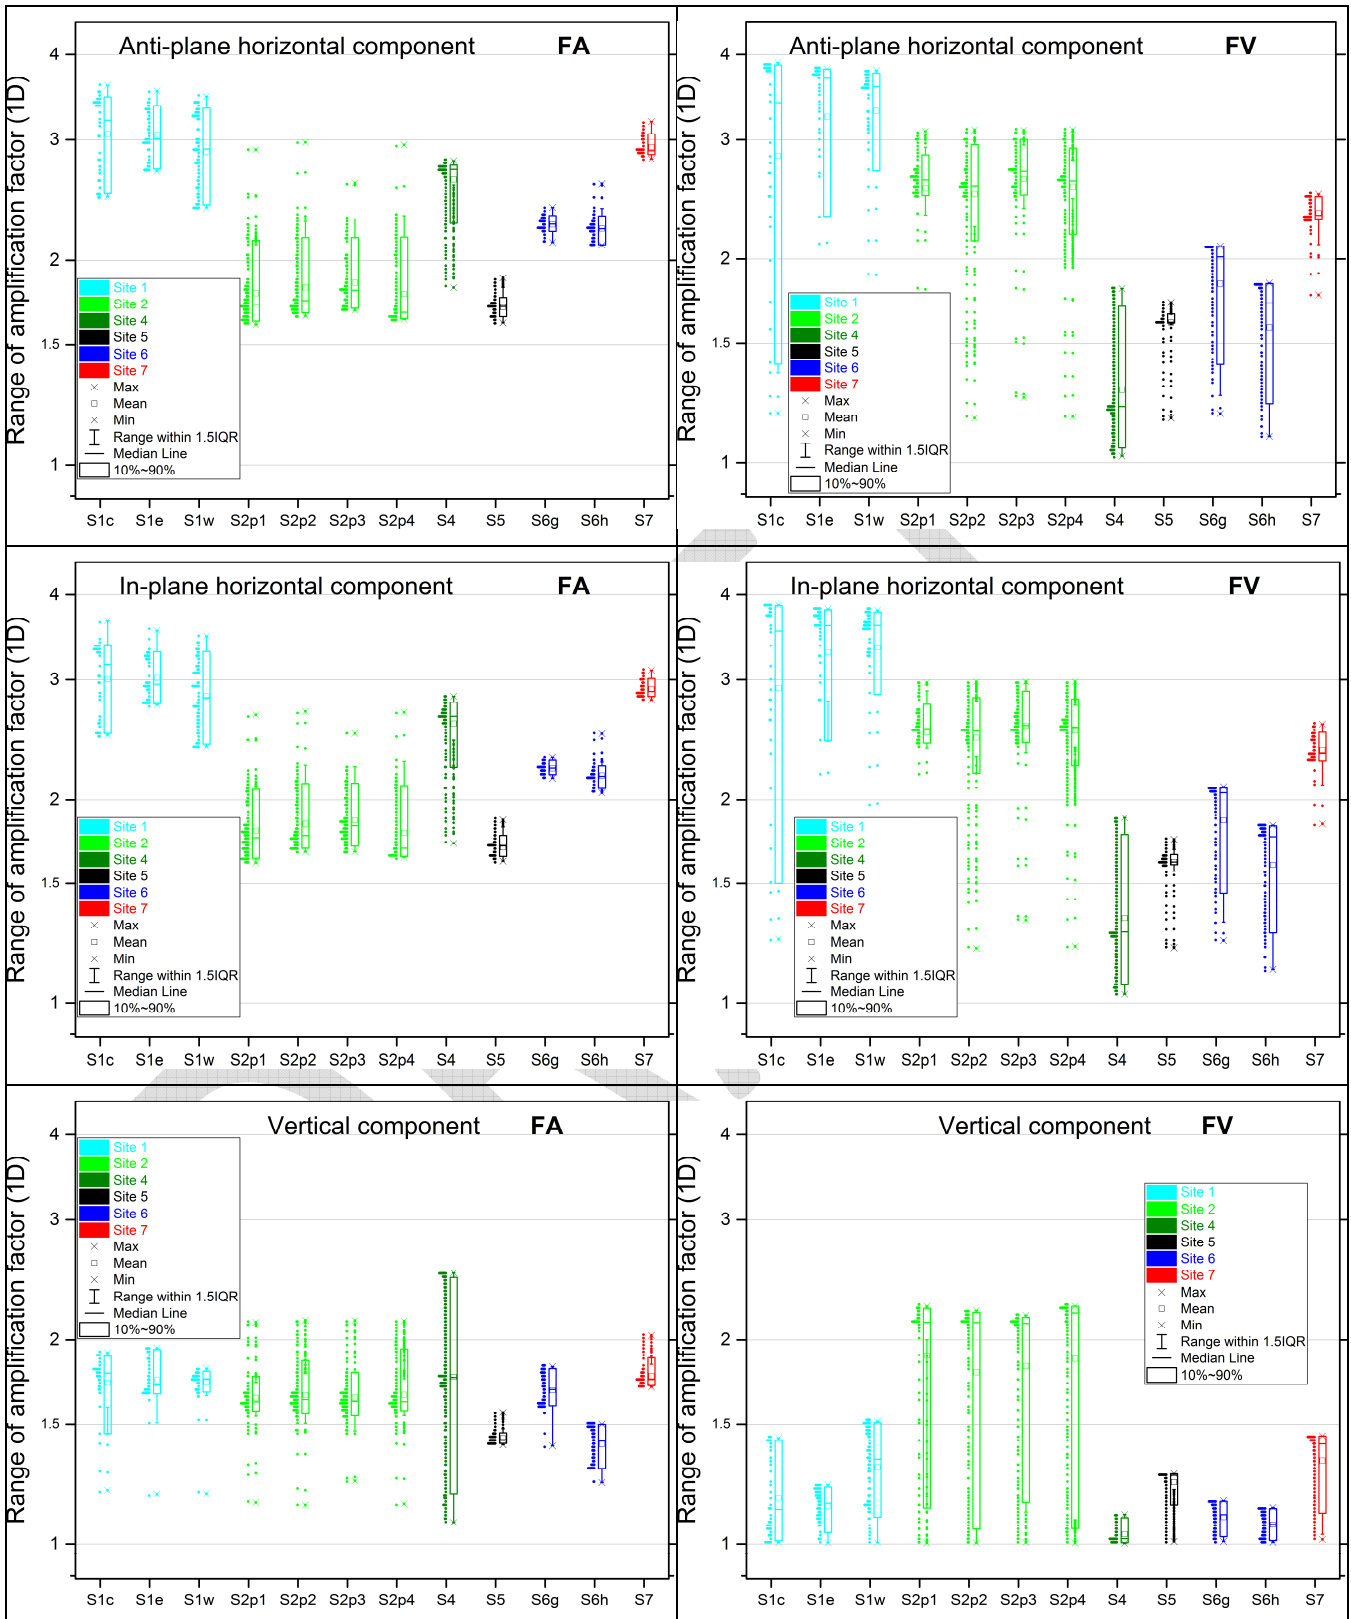 Anti-plane horizontal component FA
Range of amplification factor (1D)
4
3
2
1.5
1
Site 1
Site 2
Site 4
Site 5
Site 6
Site 7
Max
Mean
Min
Range within 1.5IQR
Median Line
10%~90%
S1c S1e S1w S2p1 S2p2 S2p3 S2p4 S4 S5 S6g S6h S7
Anti-plane horizontal component FV
Range of amplification factor (1D)
4
3
2
1.5
1
Site 1
Site 2
Site 4
Site 5
Site 6
Site 7
Max
Mean
Min
Range within 1.5IQR
Median Line
10%~90%
S1c S1e S1w S2p1 S2p2 S2p3 S2p4 S4 S5 S6g S6h S7
In-plane horizontal component FA
Range of amplification factor (1D)
4
3
2
1.5
1
Site 1
Site 2
Site 4
Site 5
Site 6
Site 7
Max
Mean
Min
Range within 1.5IQR
Median Line
10%~90%
S1c S1e S1w S2p1 S2p2 S2p3 S2p4 S4 S5 S6g S6h S7
In-plane horizontal component FV
Range of amplification factor (1D)
4
3
2
1.5
1
Site 1
Site 2
Site 4
Site 5
Site 6
Site 7
Max
Mean
Min
Range within 1.5IQR
Median Line
10%~90%
S1c S1e S1w S2p1 S2p2 S2p3 S2p4 S4 S5 S6g S6h S7
Vertical component FA
Range of amplification factor (1D)
4
3
2
1.5
1
Site 1
Site 2
Site 4
Site 5
Site 6
Site 7
Max
Mean
Min
Range within 1.5IQR
Median Line
10%~90%
S1c S1e S1w S2p1 S2p2 S2p3 S2p4 S4 S5 S6g S6h S7
Vertical component FV
Range of amplification factor (1D)
4
3
2
1.5
1
Site 1
Site 2
Site 4
Site 5
Site 6
Site 7
Max
Mean
Min
Range within 1.5IQR
Median Line
10%~90%
S1c S1e S1w S2p1 S2p2 S2p3 S2p4 S4 S5 S6g S6h S7